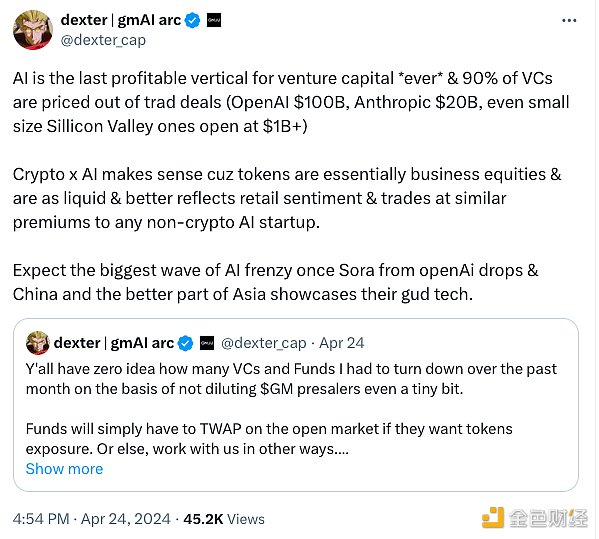 dexter | gmAI arc
@dexter_cap
AI is the last profitable vertical for venture capital *ever* & 90% of VCs
are priced out of trad deals (OpenAI $100B, Anthropic $20B, even small
size Sillicon Valley ones open at $1B+)
Crypto x AI makes sense cuz tokens are essentially business equities &
are as liquid & better reflects retail sentiment & trades at similar
premiums to any non-crypto AI startup.
Expect the biggest wave of AI frenzy once Sora from openAi drops &
China and the better part of Asia showcases their gud tech.
dexter | gmAI arc @dexter_cap · Apr 24
Y'all have zero idea how many VCs and Funds I had to turn down over the past
month on the basis of not diluting $GM presalers even a tiny bit.
Funds will simply have to TWAP on the open market if they want tokens
exposure. Or else, work with us in other ways....
Show more
4:54 PM · Apr 24, 2024 · 45.2K Views
金色财经